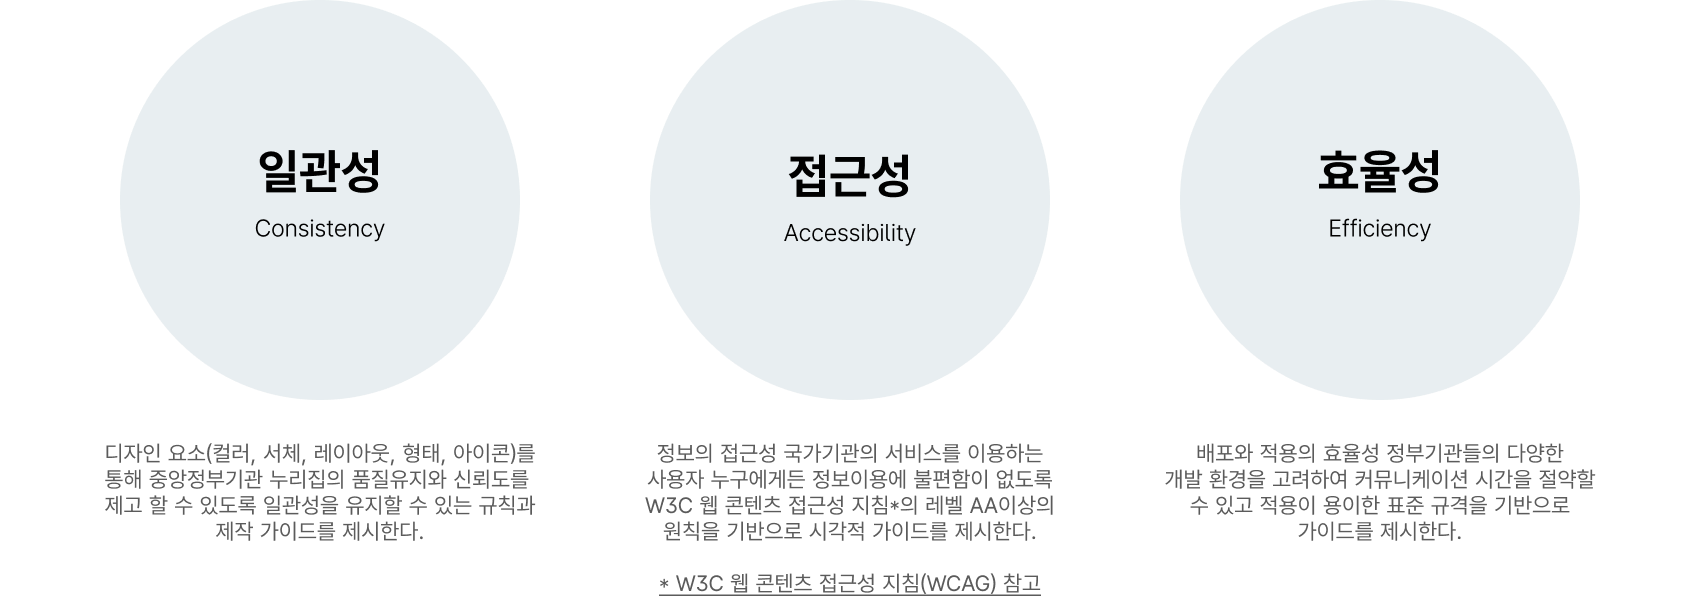 일관성
Consistency
디자인 요소(컬러, 서체, 레이아웃, 형태, 아이콘)를
통해 중앙정부기관 누리집의 품질유지와 신뢰도를
제고 할 수 있도록 일관성을 유지할 수 있는 규칙과
제작 가이드를 제시한다.
접근성
Accessibility
정보의 접근성 국가기관의 서비스를 이용하는
사용자 누구에게든 정보이용에 불편함이 없도록
W3C 웹 콘텐츠 접근성 지침*의 레벨 AA이상의
원칙을 기반으로 시각적 가이드를 제시한다.
* W3C 웹 콘텐츠 접근성 지침(WCAG) 참고
효율성
Efficiency
배포와 적용의 효율성 정부기관들의 다양한
개발 환경을 고려하여 커뮤니케이션 시간을 절약할
수 있고 적용이 용이한 표준 규격을 기반으로
가이드를 제시한다.